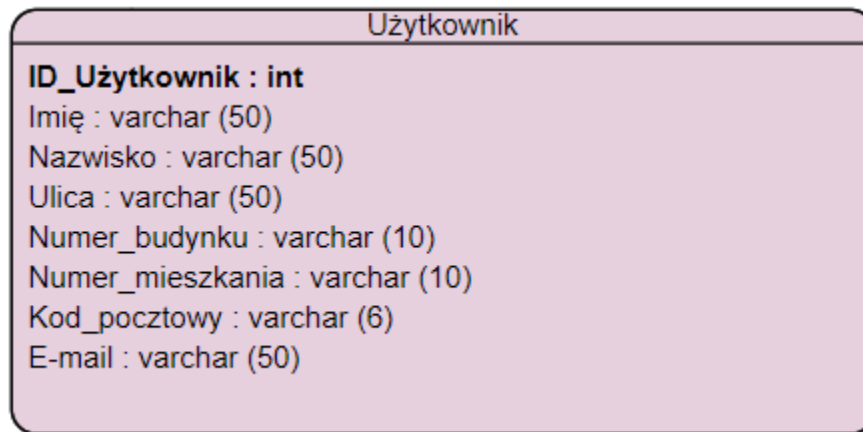 Użytkownik
ID_Użytkownik : int
Imię : varchar (50)
Nazwisko : varchar (50)
Ulica : varchar (50)
Numer_budynku : varchar (10)
Numer_mieszkania : varchar (10)
Kod_pocztowy : varchar (6)
E-mail : varchar (50)